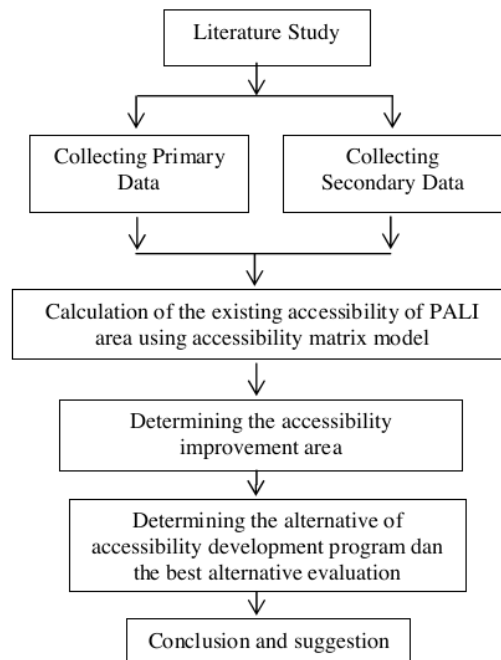 Literature Study
Collecting Primary
Data
Collecting
Secondary Data
Calculation of the existing accessibility of PALI
area using accessibility matrix model
Determining the accessibility
improvement area
Determining the alternative of
accessibility development program dan
the best alternative evaluation
Conclusion and suggestion